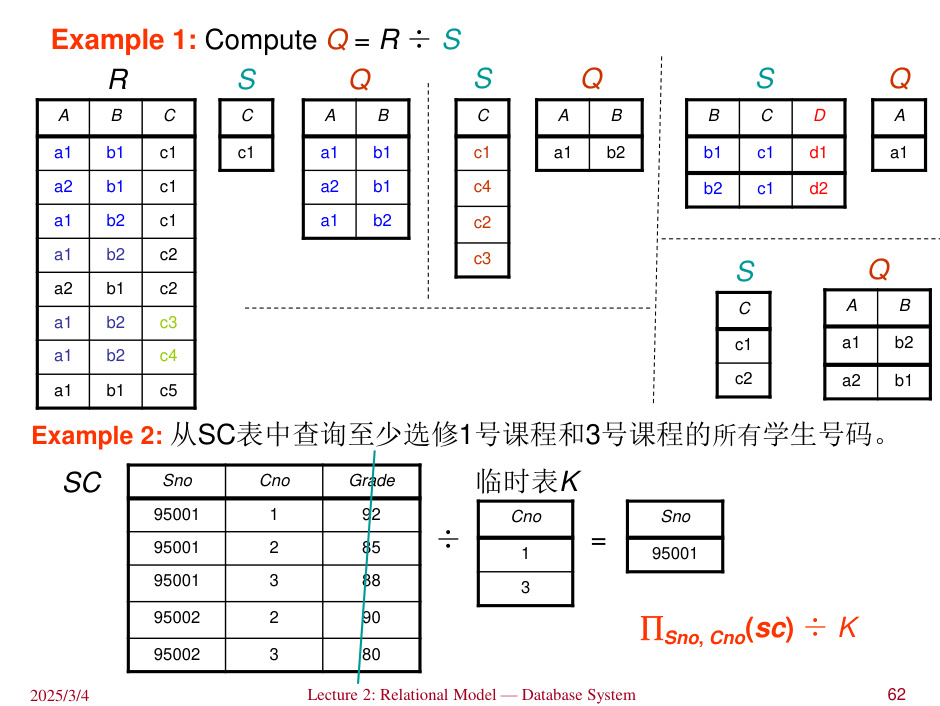 Example 1: Compute Q = R ÷ S
R S Q S Q S Q
A B C
a1 b1 c1
a2 b1 c1
a1 b2 c1
a1 b2 c2
a2 b1 c2
a1 b2 c3
a1 b2 c4
a1 b1 c5
C
c1
A B
a1 b1
a2 b1
a1 b2
C
c1
c4
c2
c3
A B
a1 b2
B C D
b1 c1 d1
b2 c1 d2
A
a1
S Q
C
c1
c2
A B
a1 b2
a2 b1
Example 2: 从SC表中查询至少选修1号课程和3号课程的所有学生号码。
SC
Sno Cno Grade
95001 1 92
95001 2 85
95001 3 88
95002 2 90
95002 3 80
÷
临时表K
Cno
1
3
=
Sno
95001
∏Sno, Cno(sc) ÷ K
2025/3/4 Lecture 2: Relational Model — Database System 62